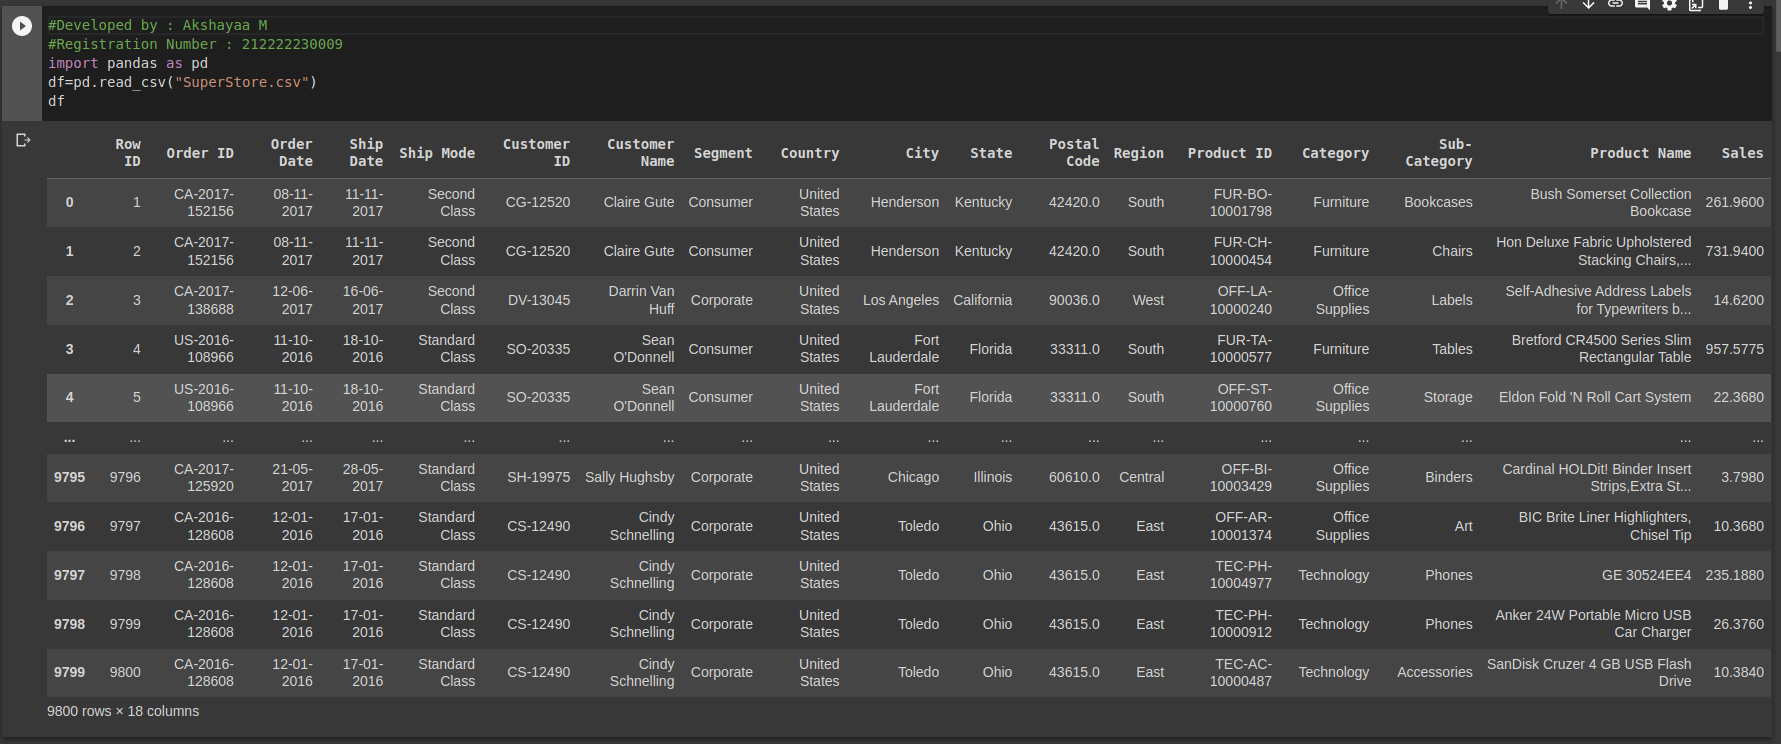 #Developed by : Akshayaa M
#Registration Number : 212222230009
import pandas as pd
df=pd.read_csv("SuperStore.csv")
df
Row ID Order ID Order Date Ship Date Ship Mode Customer ID Customer Name Segment Country City State Postal Code Region Product ID Category Sub-Category Product Name Sales
0 1 CA-2017-152156 08-11-2017 11-11-2017 Second Class CG-12520 Claire Gute Consumer United States Henderson Kentucky 42420.0 South FUR-BO-10001798 Furniture Bookcases Bush Somerset Collection Bookcase 261.9600
1 2 CA-2017-152156 08-11-2017 11-11-2017 Second Class CG-12520 Claire Gute Consumer United States Henderson Kentucky 42420.0 South FUR-CH-10000454 Furniture Chairs Hon Deluxe Fabric Upholstered Stacking Chairs,... 731.9400
2 3 CA-2017-138688 12-06-2017 16-06-2017 Second Class DV-13045 Darrin Van Huff Corporate United States Los Angeles California 90036.0 West OFF-LA-10000240 Office Supplies Labels Self-Adhesive Address Labels for Typewriters b... 14.6200
3 4 US-2016-108966 11-10-2016 18-10-2016 Standard Class SO-20335 Sean O'Donnell Consumer United States Fort Lauderdale Florida 33311.0 South FUR-TA-10000577 Furniture Tables Bretford CR4500 Series Slim Rectangular Table 957.5775
4 5 US-2016-108966 11-10-2016 18-10-2016 Standard Class SO-20335 Sean O'Donnell Consumer United States Fort Lauderdale Florida 33311.0 South OFF-ST-10000760 Office Supplies Storage Eldon Fold 'N Roll Cart System 22.3680
... ... ... ... ... ... ... ... ... ... ... ... ... ... ... ... ... ... ...
9795 9796 CA-2017-125920 21-05-2017 28-05-2017 Standard Class SH-19975 Sally Hughsby Corporate United States Chicago Illinois 60610.0 Central OFF-BI-10003429 Office Supplies Binders Cardinal HOLDit! Binder Insert Strips,Extra St... 3.7980
9796 9797 CA-2016-128608 12-01-2016 17-01-2016 Standard Class CS-12490 Cindy Schnelling Corporate United States Toledo Ohio 43615.0 East OFF-AR-10001374 Office Supplies Art BIC Brite Liner Highlighters, Chisel Tip 10.3680
9797 9798 CA-2016-128608 12-01-2016 17-01-2016 Standard Class CS-12490 Cindy Schnelling Corporate United States Toledo Ohio 43615.0 East TEC-PH-10004977 Technology Phones GE 30524EE4 235.1880
9798 9799 CA-2016-128608 12-01-2016 17-01-2016 Standard Class CS-12490 Cindy Schnelling Corporate United States Toledo Ohio 43615.0 East TEC-PH-10000912 Technology Phones Anker 24W Portable Micro USB Car Charger 26.3760
9799 9800 CA-2016-128608 12-01-2016 17-01-2016 Standard Class CS-12490 Cindy Schnelling Corporate United States Toledo Ohio 43615.0 East TEC-AC-10000487 Technology Accessories SanDisk Cruzer 4 GB USB Flash Drive 10.3840
9800 rows × 18 columns